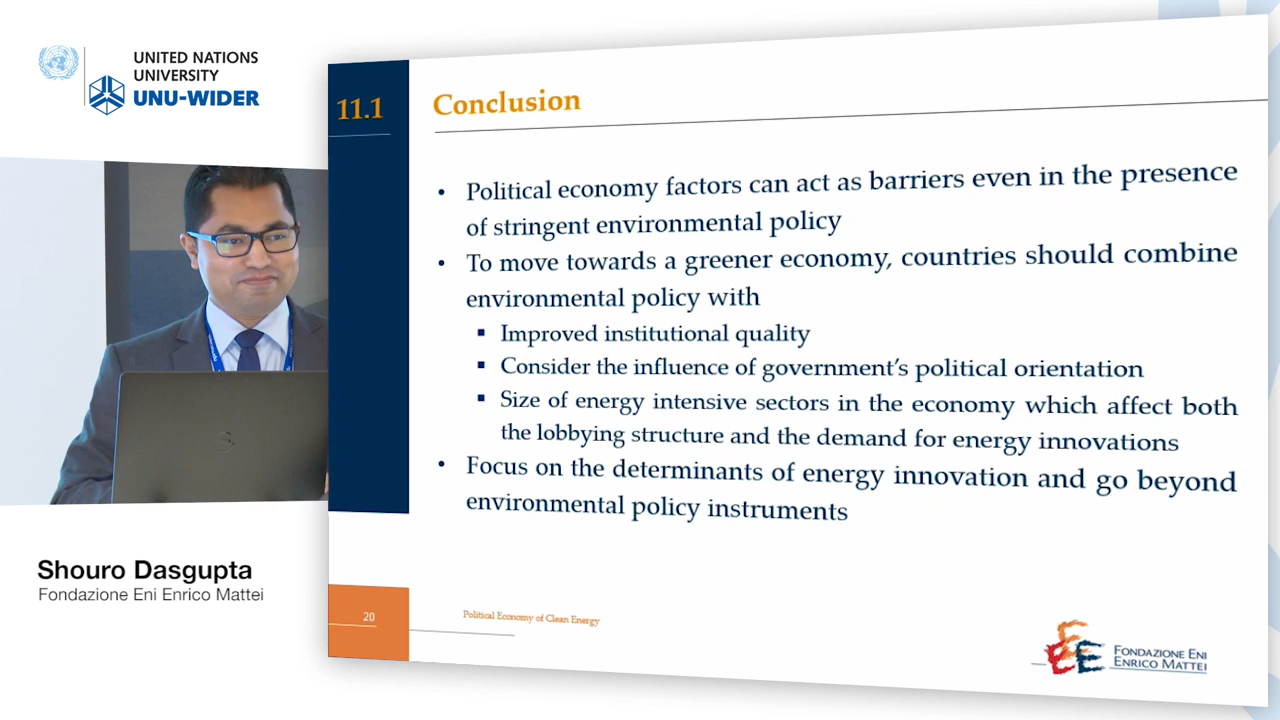 UNITED NATIONS
UNIVERSITY
UNU-WIDER
Shouro Dasgupta
Fondazione Eni Enrico Mattei
11.1
Conclusion
• Political economy factors can act as barriers even in the presence
of stringent environmental policy
• To move towards a greener economy, countries should combine
environmental policy with
▪ Improved institutional quality
▪ Consider the influence of government's political orientation
▪ Size of energy intensive sectors in the economy which affect both
the lobbying structure and the demand for energy innovations
• Focus on the determinants of energy innovation and go beyond
environmental policy instruments
20
Political Economy of Clean Energy
FONDAZIONE ENI
ENRICO MATTEI